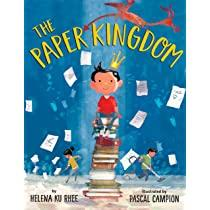 THE PAPER KINGDOM
by
HELENA KU RHEE
Illustrated by
PASCAL CAMPION